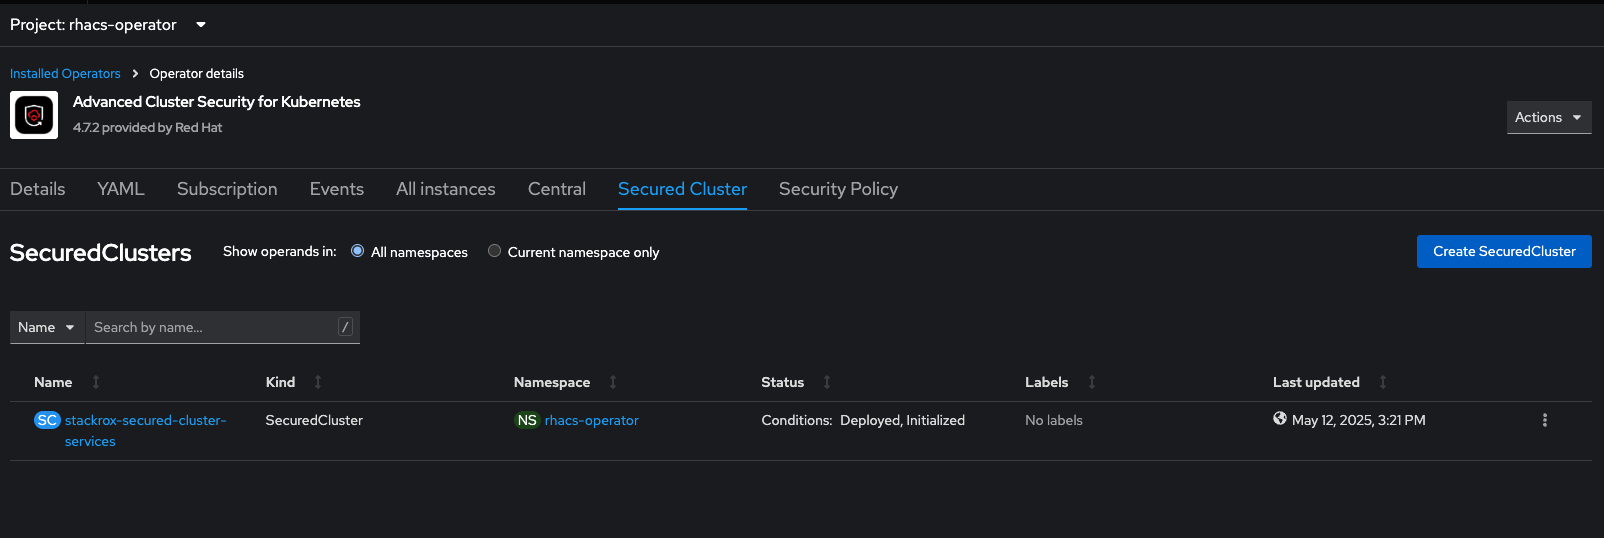 Project: rhacs-operator
Installed Operators > Operator details
Advanced Cluster Security for Kubernetes
4.7.2 provided by Red Hat
Actions
Details YAML Subscription Events All instances Central Secured Cluster Security Policy
SecuredClusters Show operands in: All namespaces Current namespace only Create SecuredCluster
Name Search by name... /
Name Kind Namespace Status Labels Last updated
SC stackrox-secured-cluster- SecuredCluster NS rhacs-operator Conditions: Deployed, Initialized No labels May 12, 2025, 3:21 PM
services